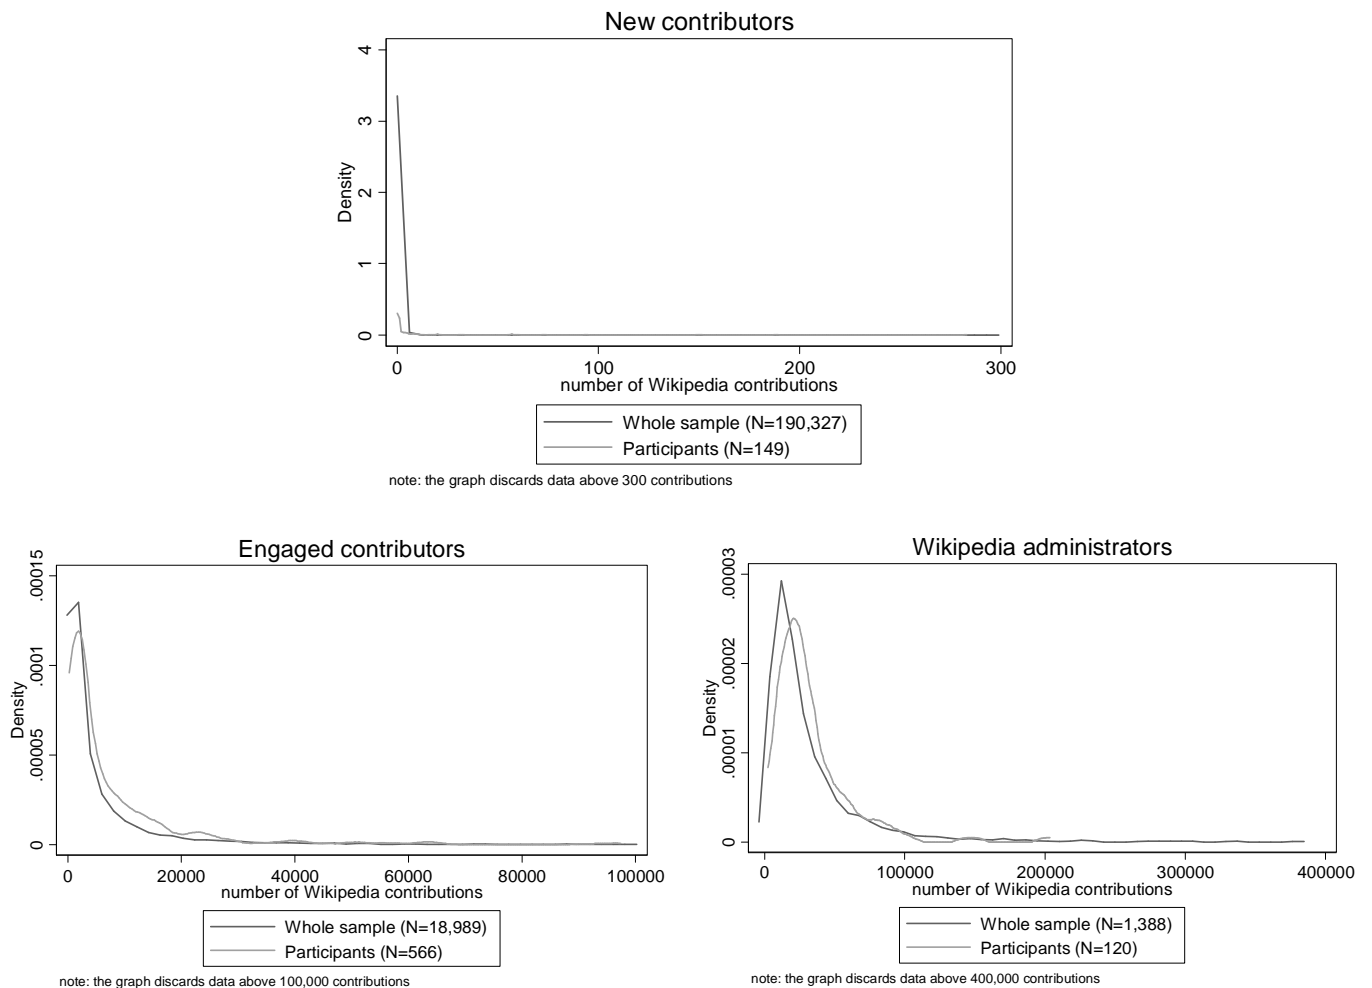 New contributors
4
3
2
1
0
Density
0 100 200 300
number of Wikipedia contributions
Whole sample (N=190,327)
Participants (N=149)
note: the graph discards data above 300 contributions
Engaged contributors
.00015
.0001
.00005
0
Density
0 20000 40000 60000 80000 100000
number of Wikipedia contributions
Whole sample (N=18,989)
Participants (N=566)
note: the graph discards data above 100,000 contributions
Wikipedia administrators
.00003
.00002
.00001
0
Density
0 100000 200000 300000 400000
number of Wikipedia contributions
Whole sample (N=1,388)
Participants (N=120)
note: the graph discards data above 400,000 contributions